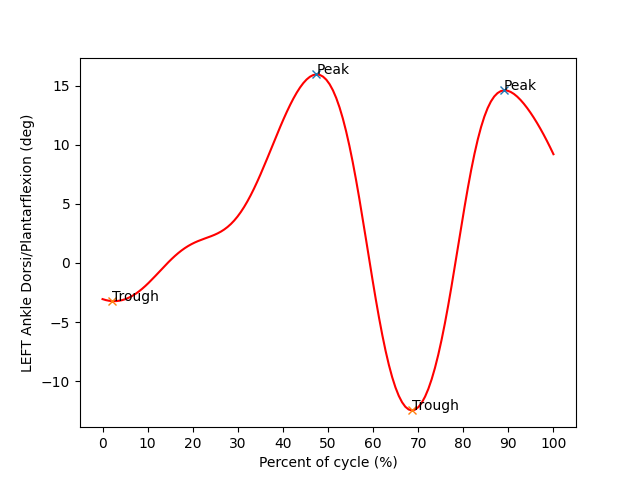 Peak
Peak
Trough
Trough
15
10
5
0
−5
−10
LEFT Ankle Dorsi/Plantarflexion (deg)
0 10 20 30 40 50 60 70 80 90 100
Percent of cycle (%)